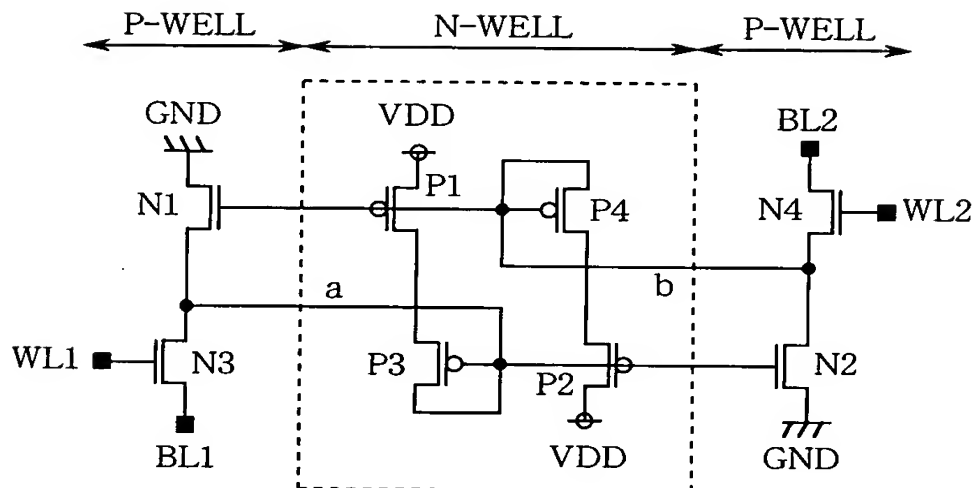 P-WELL N-WELL P-WELL
GND VDD BL2
P1
N1 P4 N4 WL2
a b
WL1 N3 P3 P2 N2
BL1 VDD GND